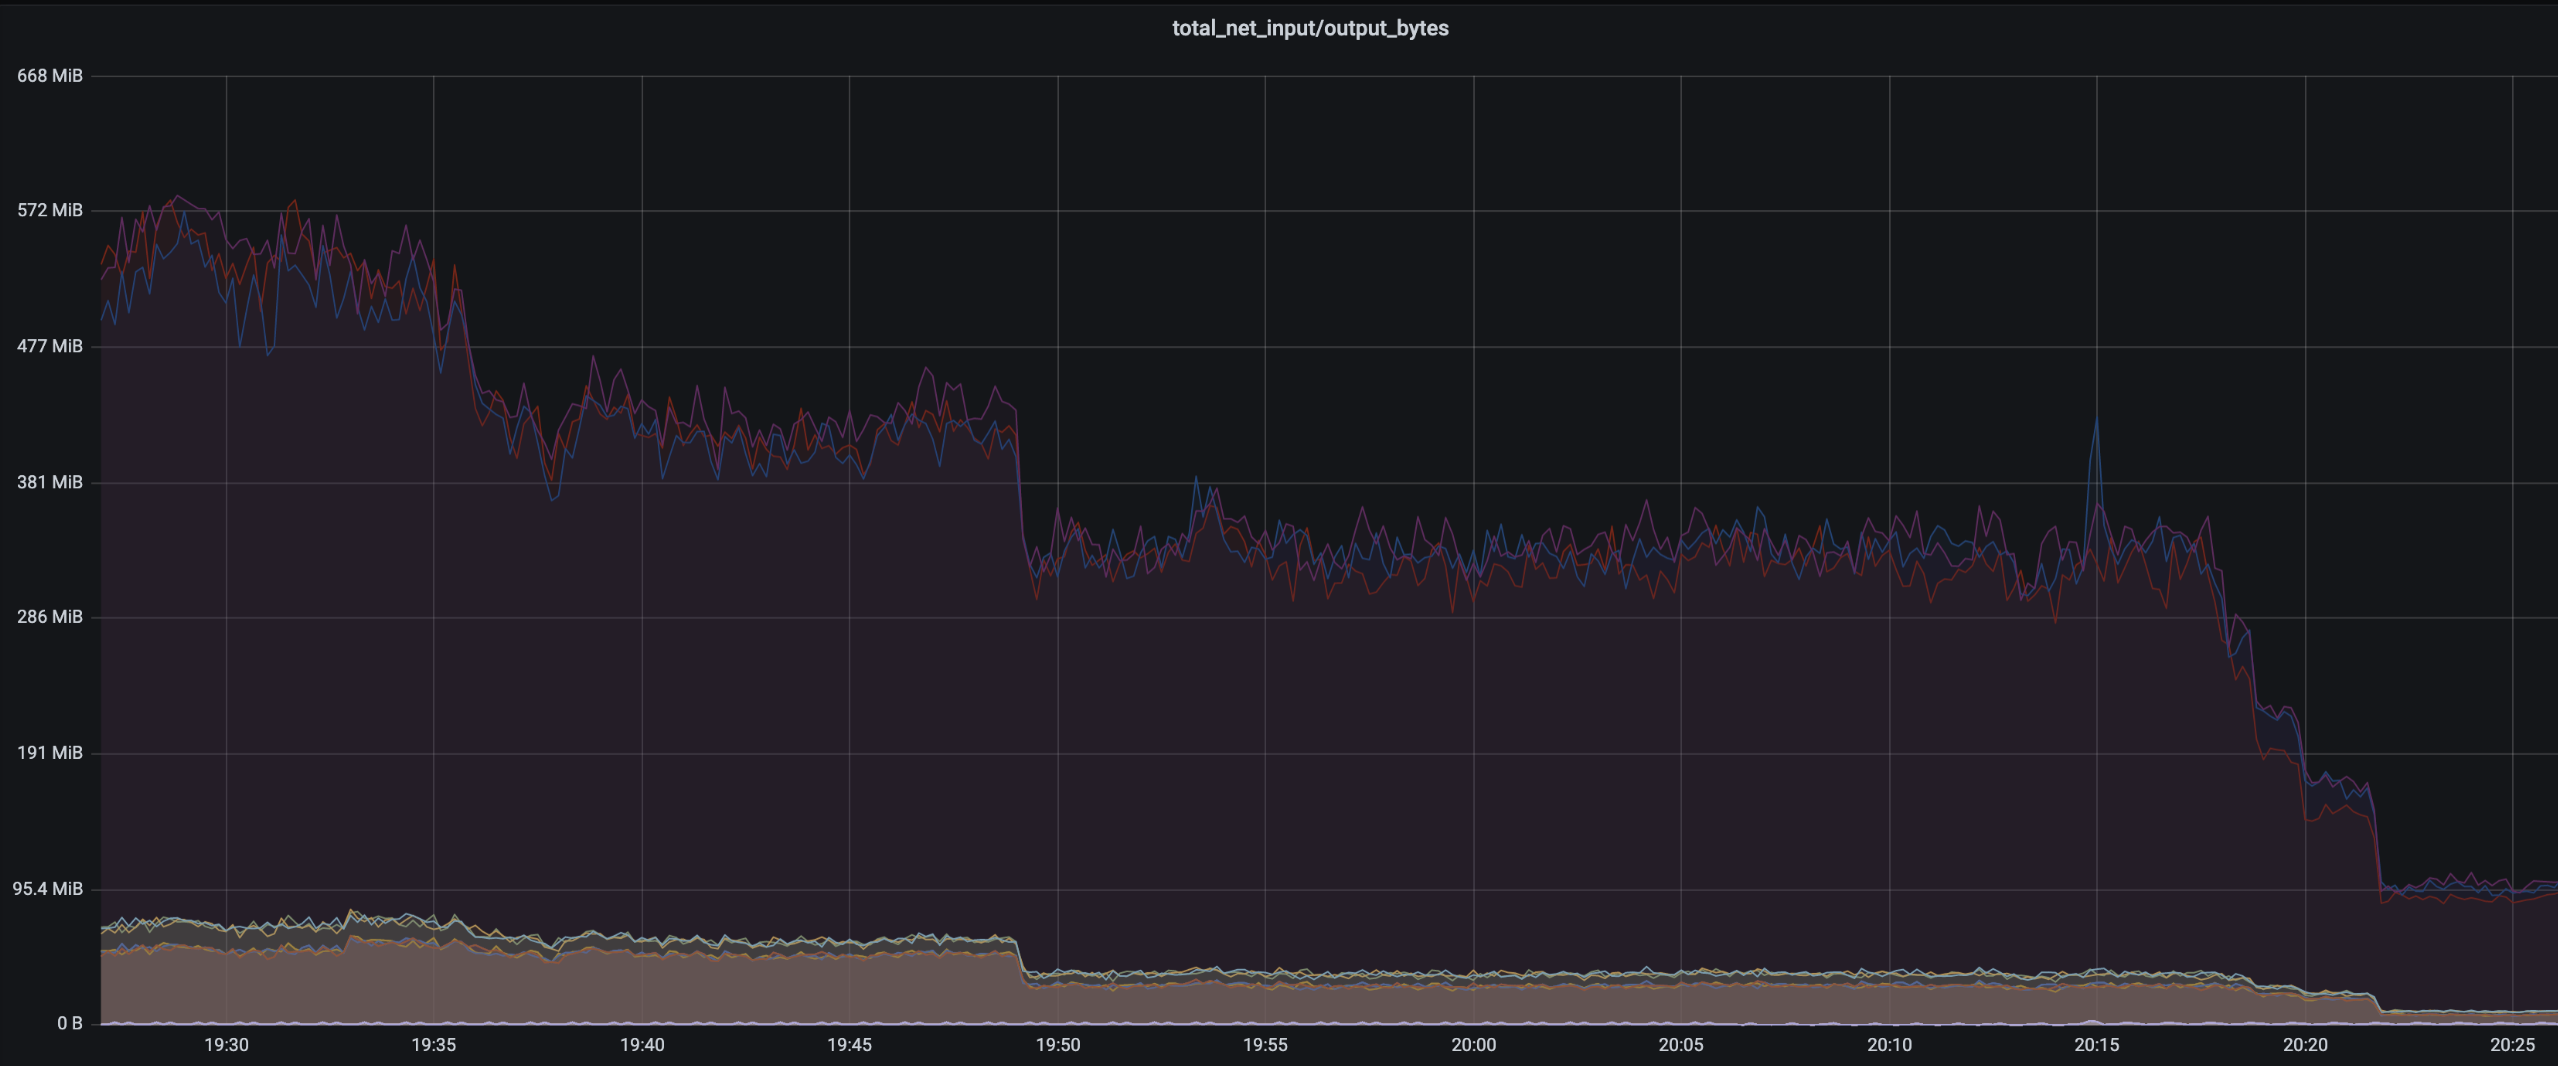 total_net_input/output_bytes
668 MiB
572 MiB
477 MiB
381 MiB
286 MiB
191 MiB
95.4 MiB
0 B
19:30 19:35 19:40 19:45 19:50 19:55 20:00 20:05 20:10 20:15 20:20 20:25